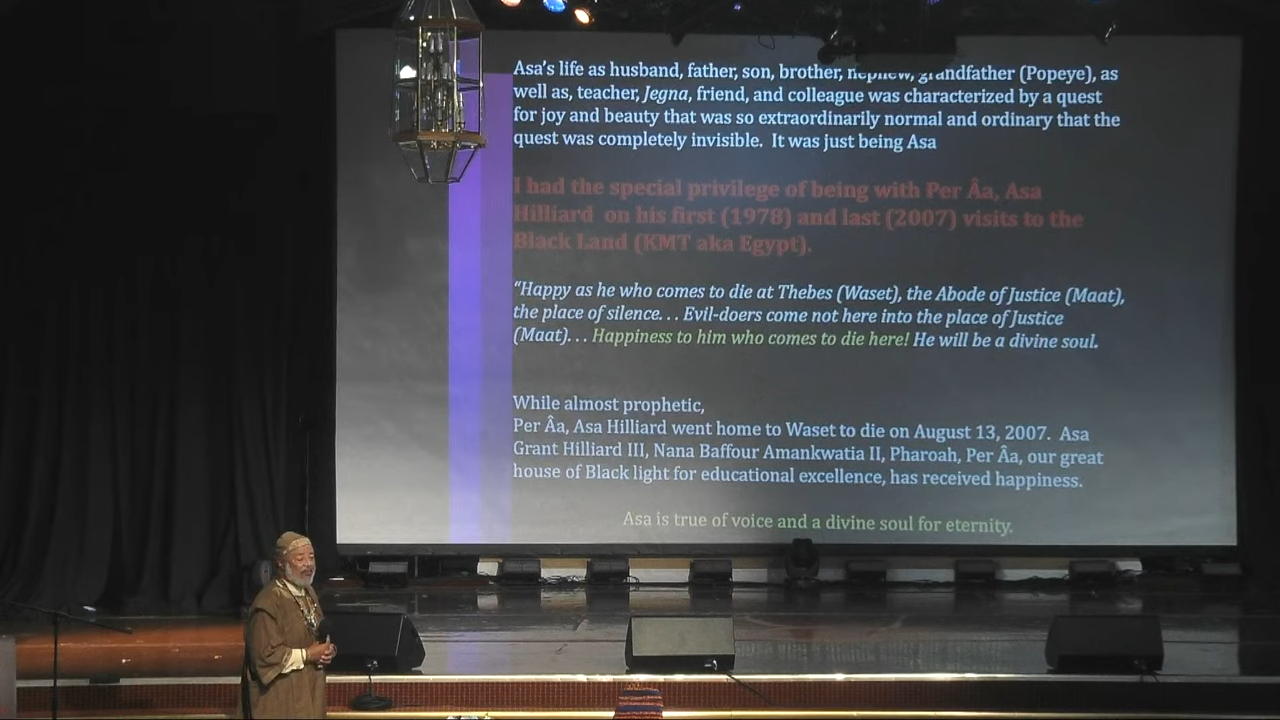 Asa's life as husband, father, son, brother, nephew, grandfather (Popeye), as
well as, teacher, Jegna, friend, and colleague was characterized by a quest
for joy and beauty that was so extraordinarily normal and ordinary that the
quest was completely invisible.  It was just being Asa
I had the special privilege of being with Per Âa, Asa
Hilliard  on his first (1978) and last (2007) visits to the
Black Land (KMT aka Egypt).
"Happy as he who comes to die at Thebes (Waset), the Abode of Justice (Maat),
the place of silence. . . Evil-doers come not here into the place of Justice
(Maat). . . Happiness to him who comes to die here! He will be a divine soul.
While almost prophetic,
Per Âa, Asa Hilliard went home to Waset to die on August 13, 2007.  Asa
Grant Hilliard III, Nana Baffour Amankwatia II, Pharoah, Per Âa, our great
house of Black light for educational excellence, has received happiness.
Asa is true of voice and a divine soul for eternity.